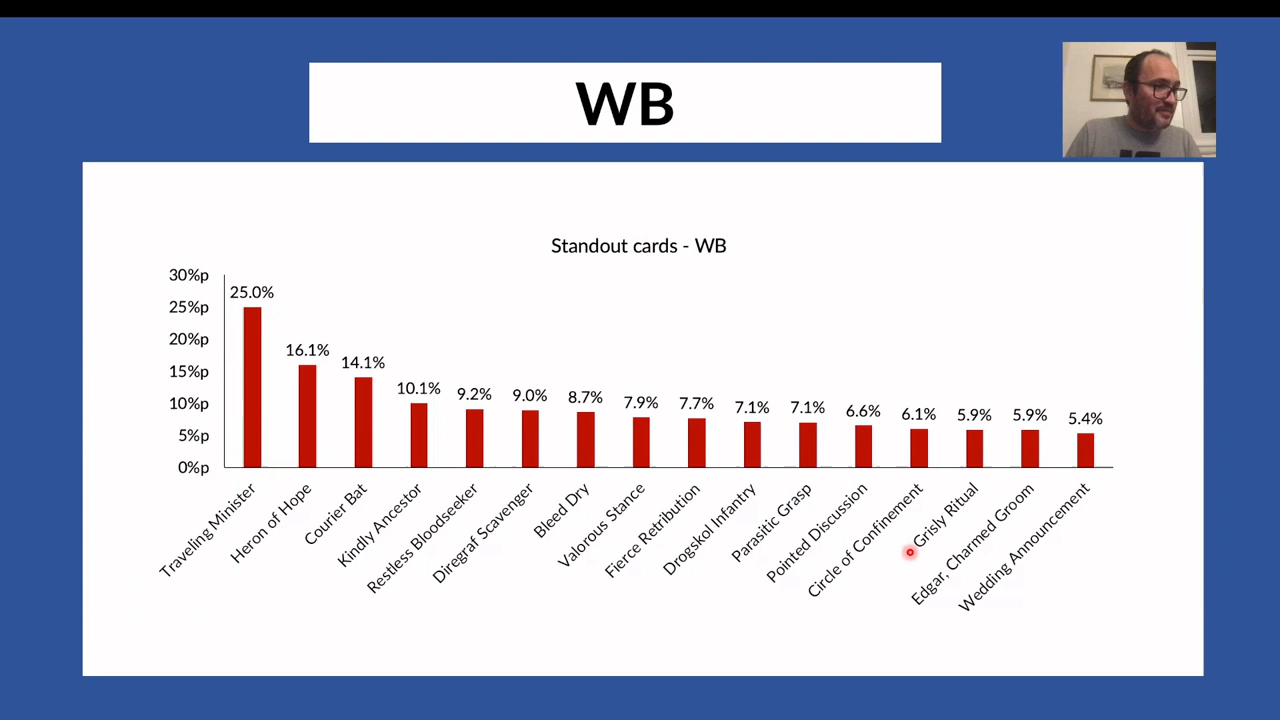 WB
Standout cards - WB
30%p
25%p
20%p
15%p
10%p
5%p
0%p
25.0%
16.1%
14.1%
10.1%
9.2%
9.0%
8.7%
7.9%
7.7%
7.1%
7.1%
6.6%
6.1%
5.9%
5.9%
5.4%
Traveling Minister
Heron of Hope
Courier Bat
Kindly Ancestor
Restless Bloodseeker
Diregraf Scavenger
Bleed Dry
Valorous Stance
Fierce Retribution
Drogskol Infantry
Parasitic Grasp
Pointed Discussion
Circle of Confinement
Grisly Ritual
Edgar, Charmed Groom
Wedding Announcement